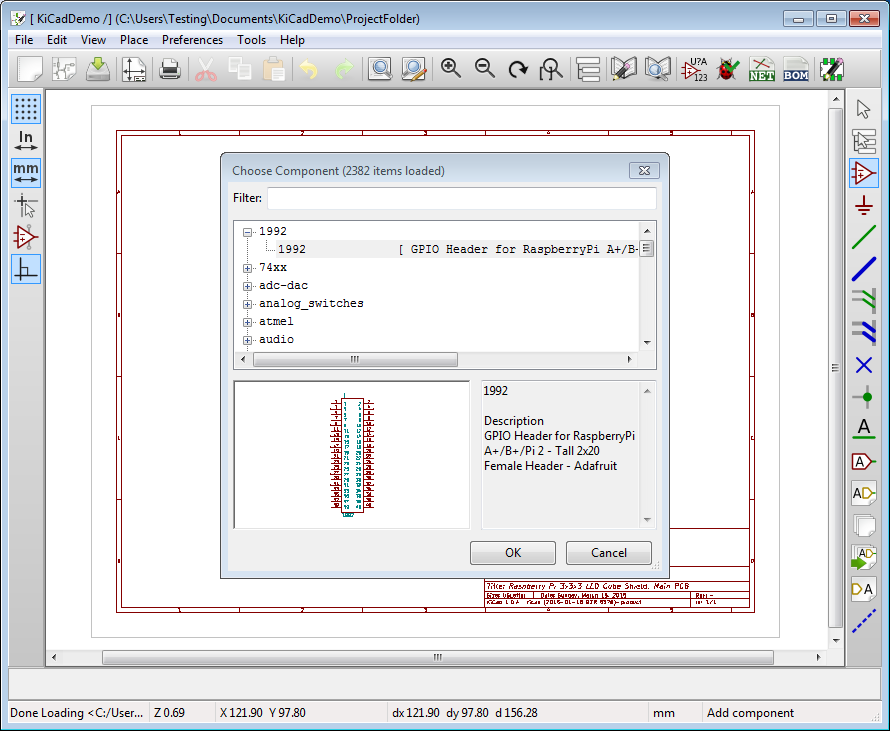 [ KiCadDemo /] (C:\Users\Testing\Documents\KiCadDemo\ProjectFolder)
File Edit View Place Preferences Tools Help
U?A
123
NET
BOM
In
mm
Choose Component (2382 items loaded)
Filter:
1992
1992 [ GPIO Header for RaspberryPi A+/B-
74xx
adc-dac
analog_switches
atmel
audio
1992
Description
GPIO Header for RaspberryPi
A+/B+/Pi 2 - Tall 2x20
Female Header - Adafruit
OK Cancel
A
A
AD
AD
DA
Title: Raspberry Pi 3x3x3 LED Cube Shield, Main PCB
Done Loading <C:/User... Z 0.69 X 121.90 Y 97.80 dx 121.90 dy 97.80 d 156.28 mm Add component